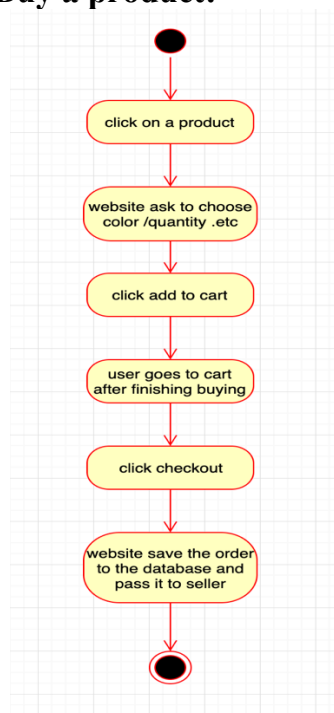 Buy a product:
click on a product
website ask to choose
color /quantity .etc
click add to cart
user goes to cart
after finishing buying
click checkout
website save the order
to the database and
pass it to seller